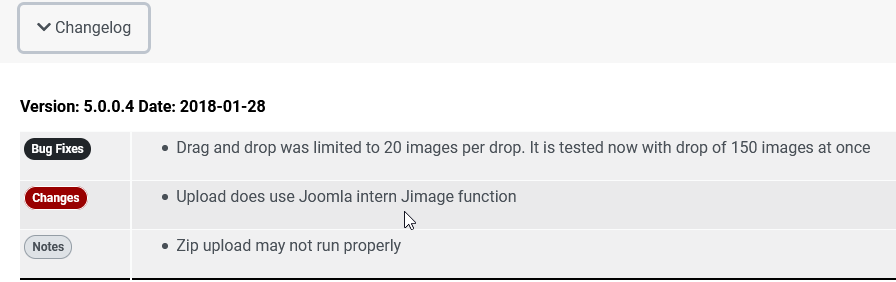 Changelog
Version: 5.0.0.4 Date: 2018-01-28
Bug Fixes
Drag and drop was limited to 20 images per drop. It is tested now with drop of 150 images at once
Changes
Upload does use Joomla intern Jimage function
Notes
Zip upload may not run properly